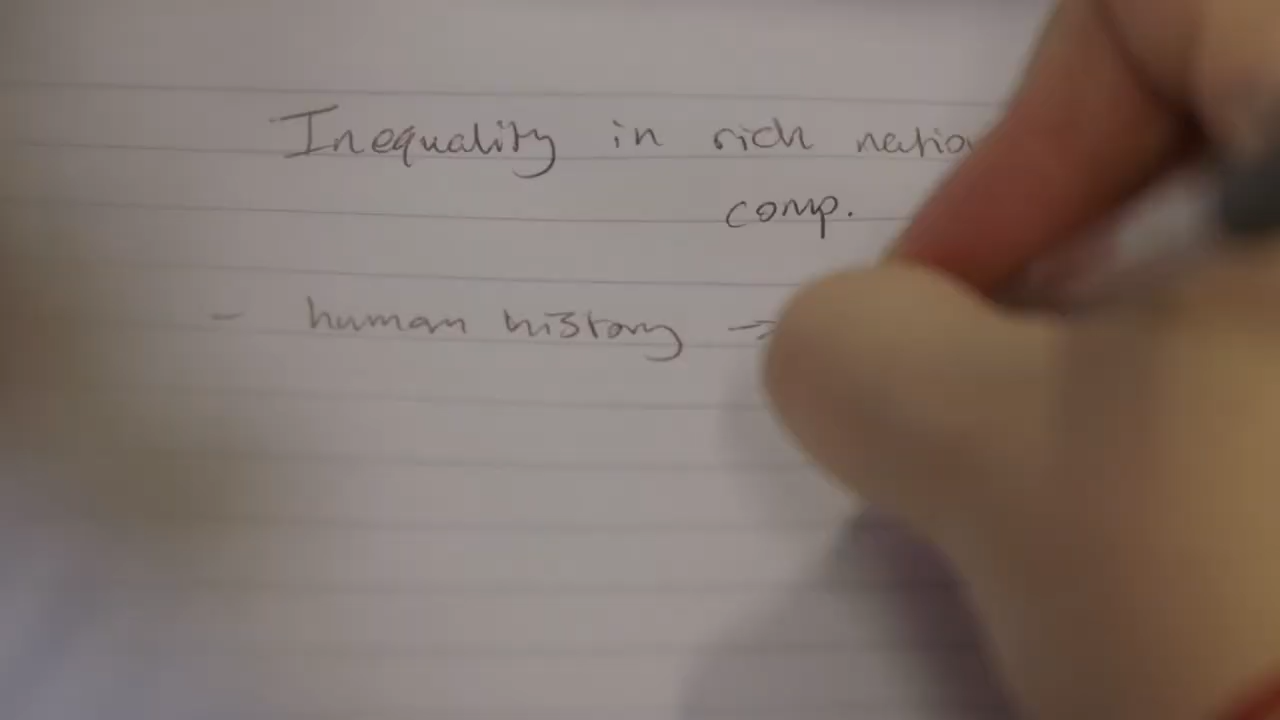 Inequality in rich natio
comp.
- human history →